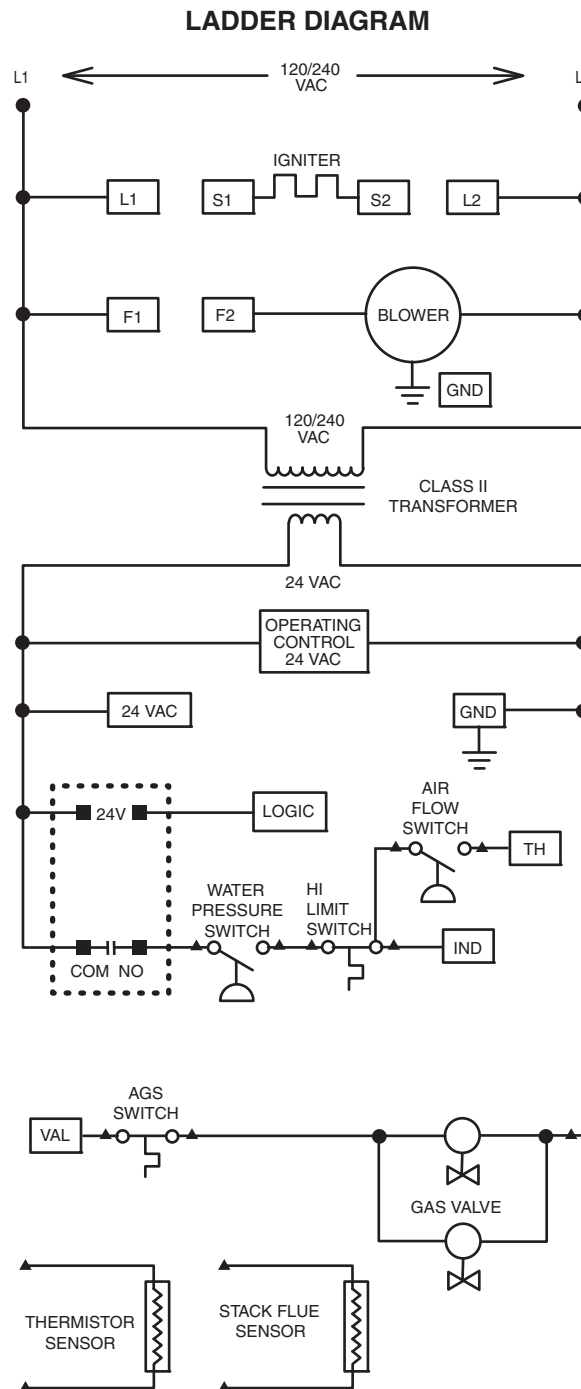 LADDER DIAGRAM
L1
120/240
VAC
L
IGNITER
L1
S1
S2
L2
F1
F2
BLOWER
GND
120/240
VAC
CLASS II
TRANSFORMER
24 VAC
OPERATING
CONTROL
24 VAC
24 VAC
GND
24V
LOGIC
AIR
FLOW
SWITCH
TH
WATER
PRESSURE
SWITCH
HI
LIMIT
SWITCH
IND
COM NO
AGS
SWITCH
VAL
GAS VALVE
THERMISTOR
SENSOR
STACK FLUE
SENSOR